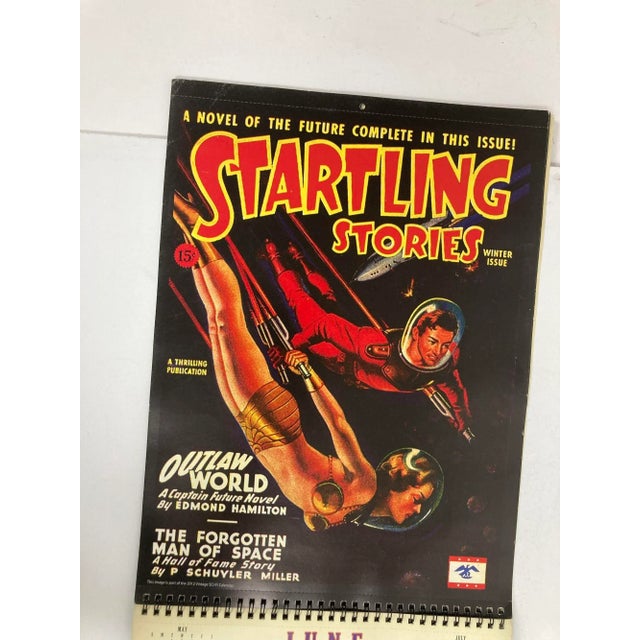 A NOVEL OF THE FUTURE COMPLETE IN THIS ISSUE!
STARTLING
STORIES
WINTER
ISSUE
15¢
A THRILLING
PUBLICATION
OUTLAW
WORLD
A Captain Future Novel
By EDMOND HAMILTON
THE FORGOTTEN
MAN OF SPACE
A Hall of Fame Story
By P SCHUYLER MILLER
MAY
JUNE
JULY